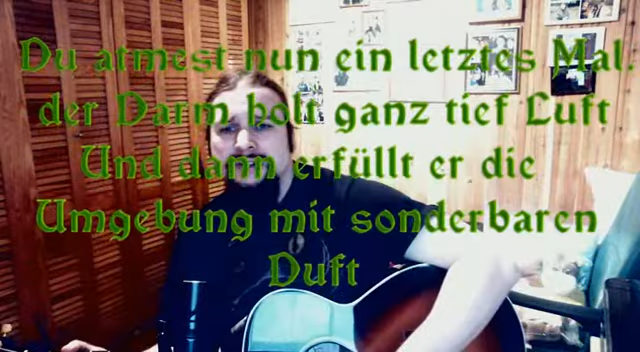 Du atmest nun ein letztes Mal.
der Darm holt ganz tief Luft
Und dann erfüllt er die
Umgebung mit sonderbaren
Duft